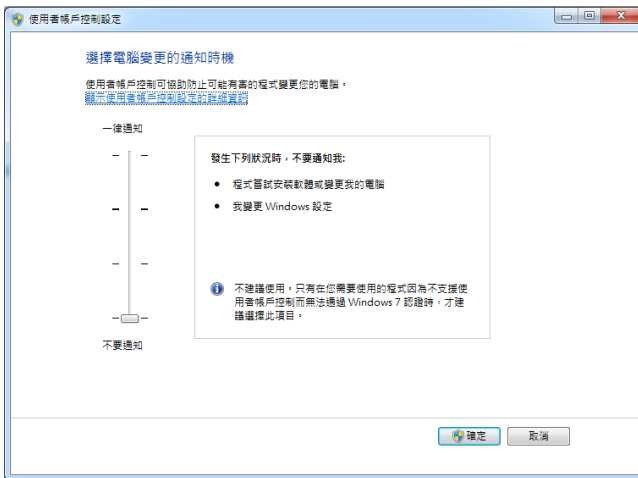 使用者帳戶控制設定
選擇電腦變更的通知時機
使用者帳戶控制可協助防止可能有害的程式變更您的電腦。
顯示使用者帳戶控制設定的詳細資訊
一律通知
發生下列狀況時，不要通知我:
• 程式嘗試安裝軟體或變更我的電腦
• 我變更 Windows 設定
不建議使用。只有在您需要使用的程式因為不支援使
用者帳戶控制而無法通過 Windows 7 認證時，才建
議選擇此項目。
不要通知
確定
取消